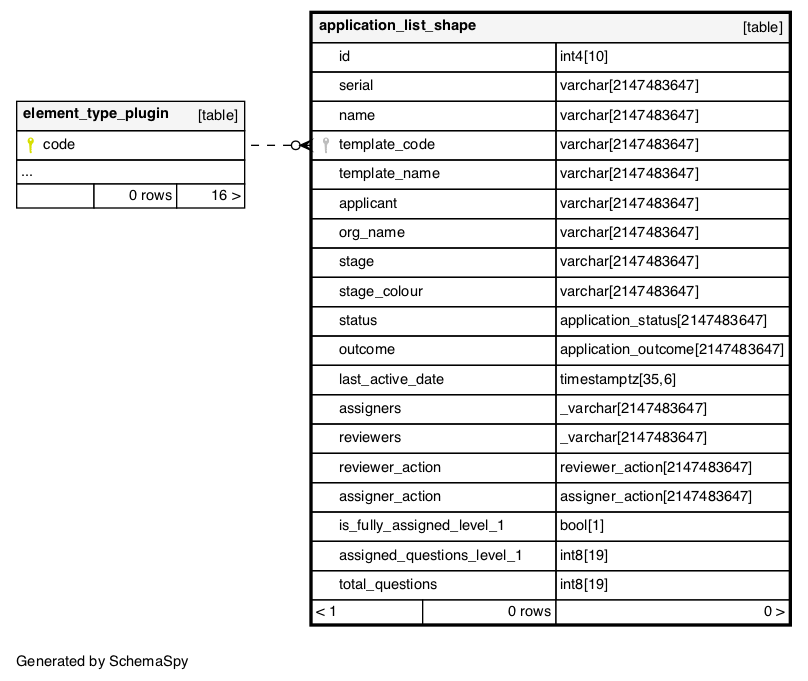 element_type_plugin [table]
code
...
0 rows 16 >
application_list_shape [table]
id int4[10]
serial varchar[2147483647]
name varchar[2147483647]
template_code varchar[2147483647]
template_name varchar[2147483647]
applicant varchar[2147483647]
org_name varchar[2147483647]
stage varchar[2147483647]
stage_colour varchar[2147483647]
status application_status[2147483647]
outcome application_outcome[2147483647]
last_active_date timestamptz[35,6]
assigners _varchar[2147483647]
reviewers _varchar[2147483647]
reviewer_action reviewer_action[2147483647]
assigner_action assigner_action[2147483647]
is_fully_assigned_level_1 bool[1]
assigned_questions_level_1 int8[19]
total_questions int8[19]
< 1 0 rows 0 >
Generated by SchemaSpy